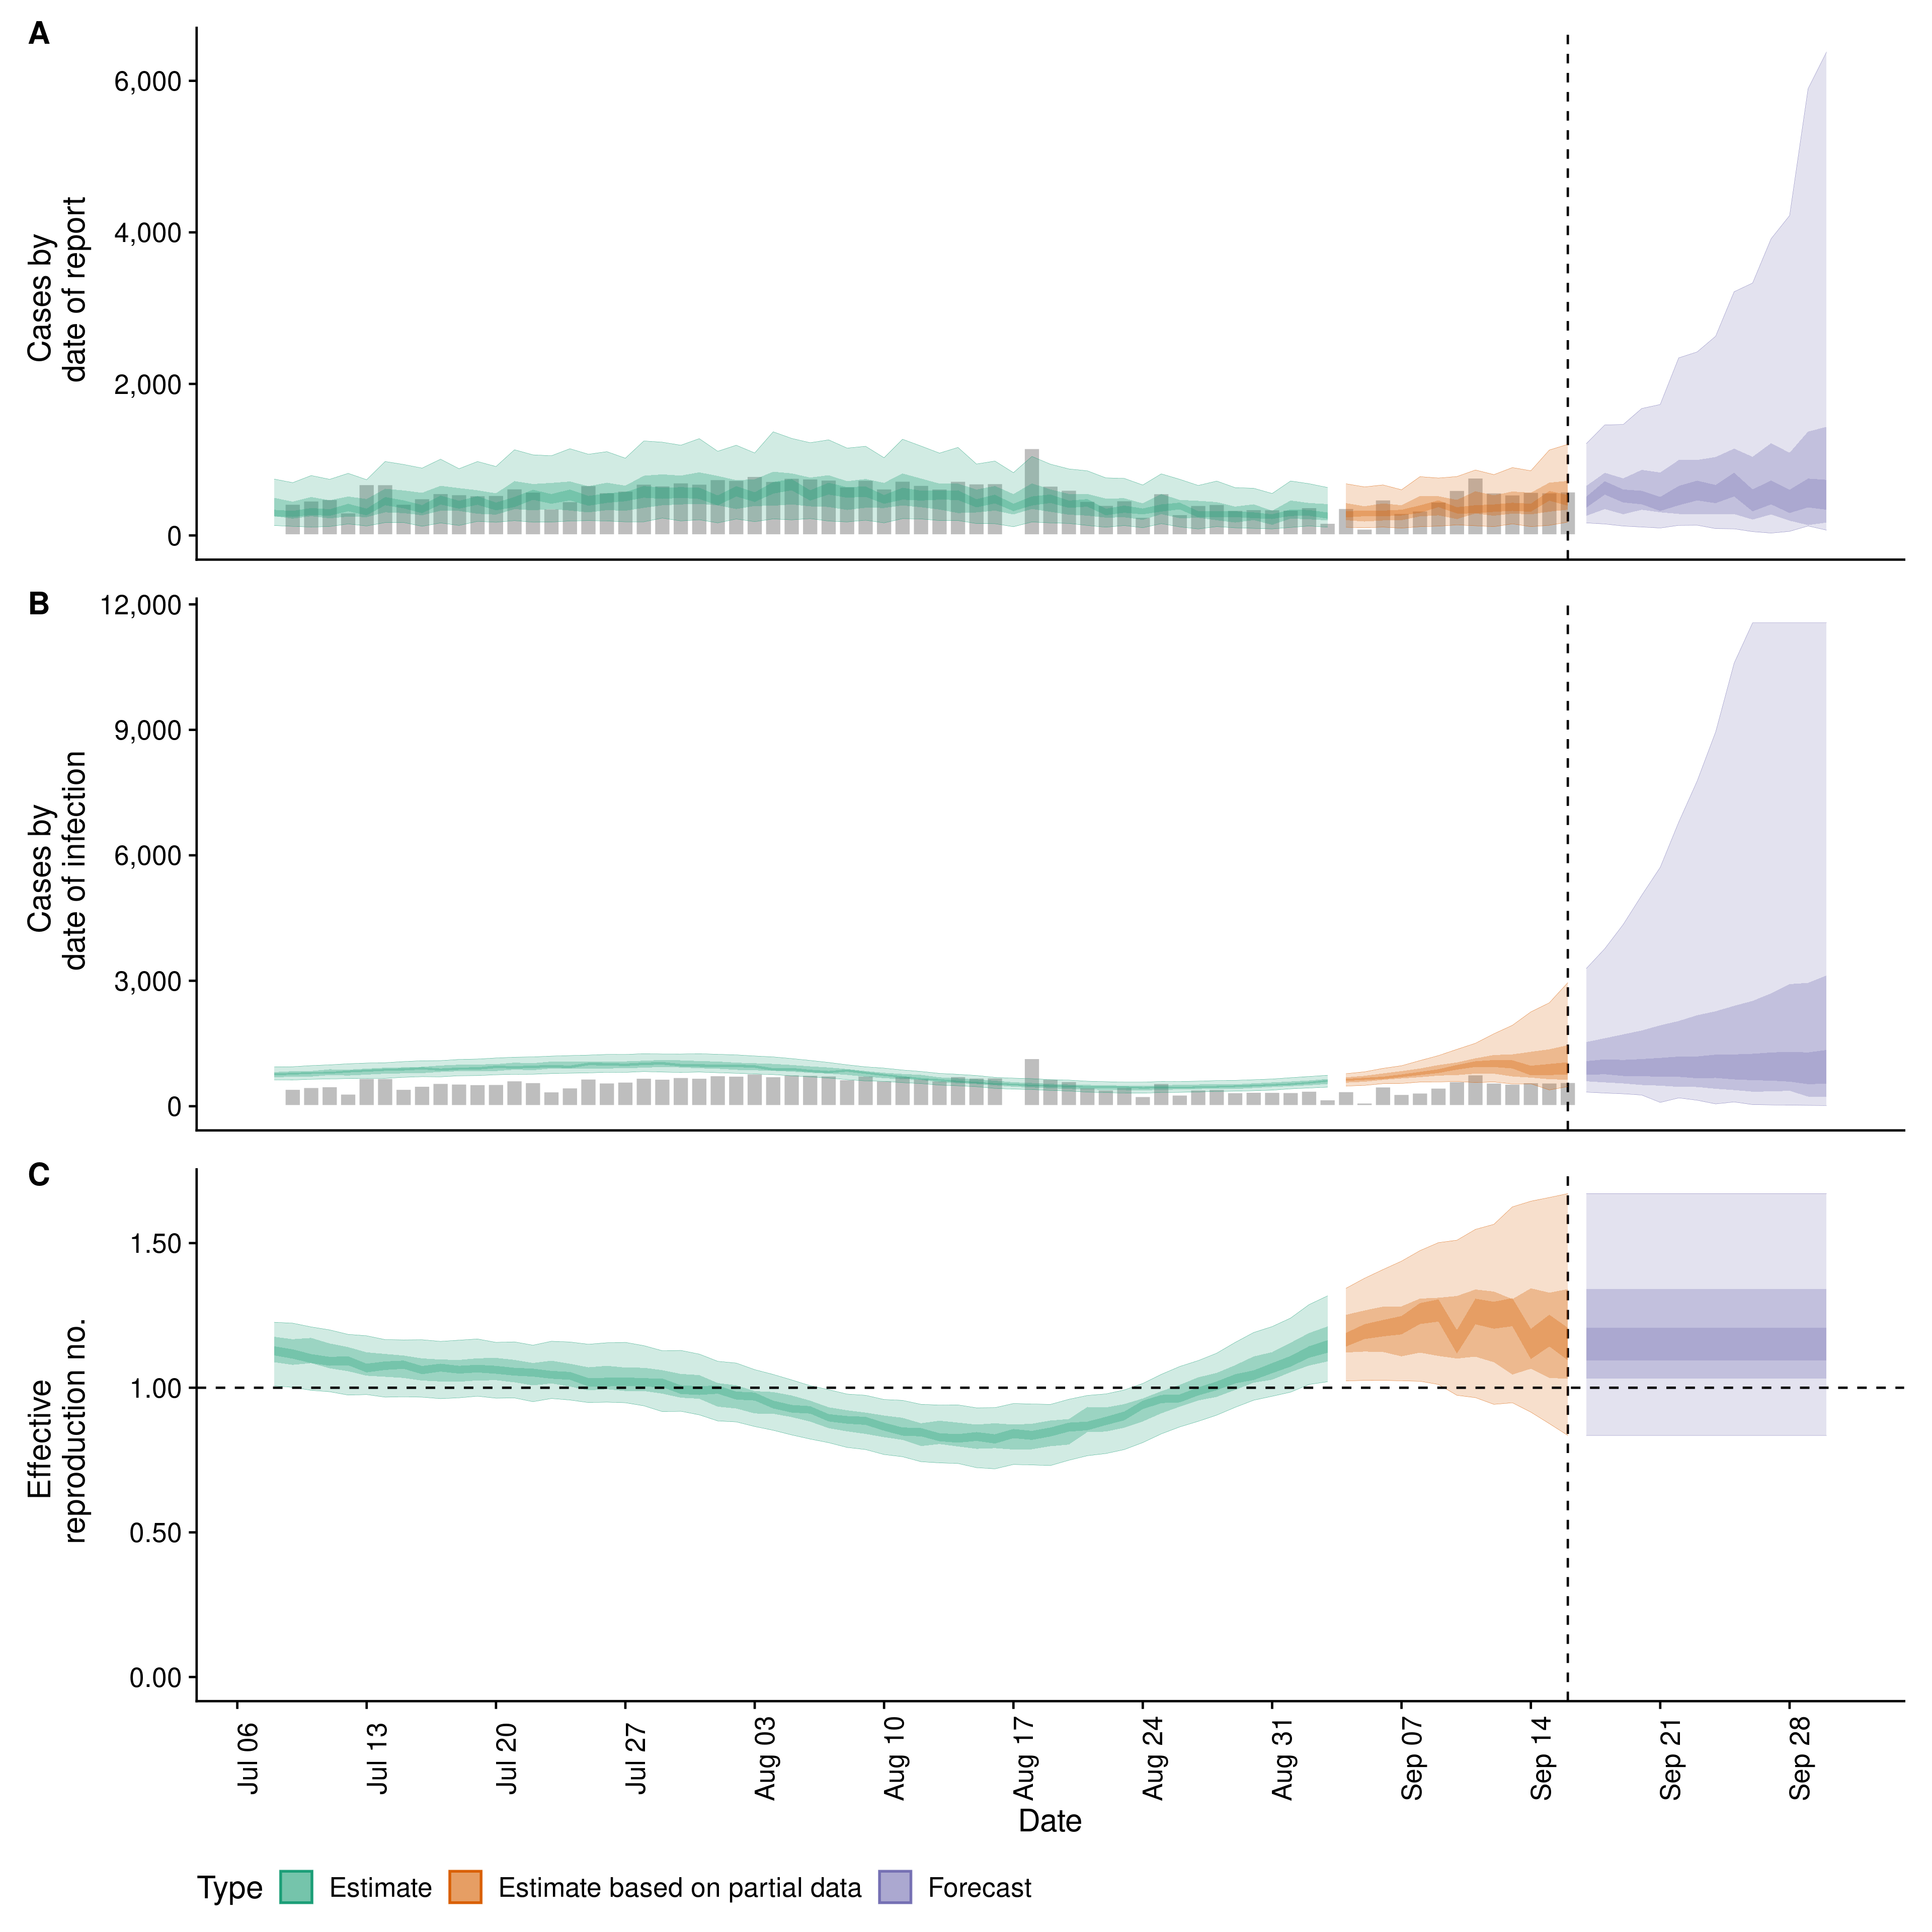 A
Cases by
date of report
6,000
4,000
2,000
0
B
Cases by
date of infection
12,000
9,000
6,000
3,000
0
C
Effective
reproduction no.
1.50
1.00
0.50
0.00
Jul 06
Jul 13
Jul 20
Jul 27
Aug 03
Aug 10
Aug 17
Aug 24
Aug 31
Sep 07
Sep 14
Sep 21
Sep 28
Date
Type Estimate Estimate based on partial data Forecast